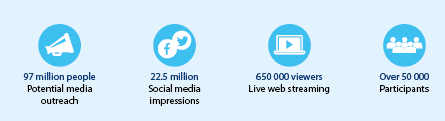 97 million people
Potential media
outreach
22.5 million
Social media
impressions
650 000 viewers
Live web streaming
Over 50 000
Participants